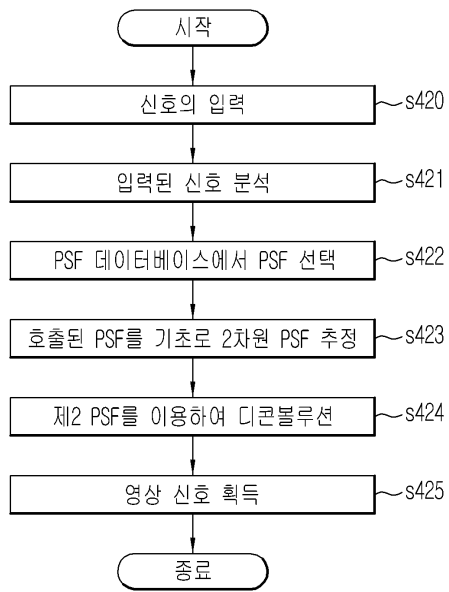 시작
신호의 입력 s420
입력된 신호 분석 s421
PSF 데이터베이스에서 PSF 선택 s422
호출된 PSF를 기초로 2차원 PSF 추정 s423
제2 PSF를 이용하여 디콘볼루션 s424
영상 신호 획득 s425
종료